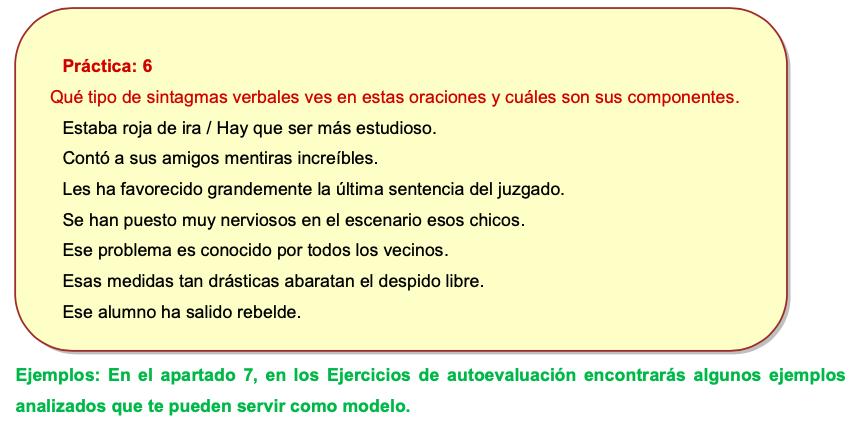 Práctica: 6
Qué tipo de sintagmas verbales ves en estas oraciones y cuáles son sus componentes.
Estaba roja de ira / Hay que ser más estudioso.
Contó a sus amigos mentiras increíbles.
Les ha favorecido grandemente la última sentencia del juzgado.
Se han puesto muy nerviosos en el escenario esos chicos.
Ese problema es conocido por todos los vecinos.
Esas medidas tan drásticas abaratan el despido libre.
Ese alumno ha salido rebelde.
Ejemplos: En el apartado 7, en los Ejercicios de autoevaluación encontrarás algunos ejemplos
analizados que te pueden servir como modelo.